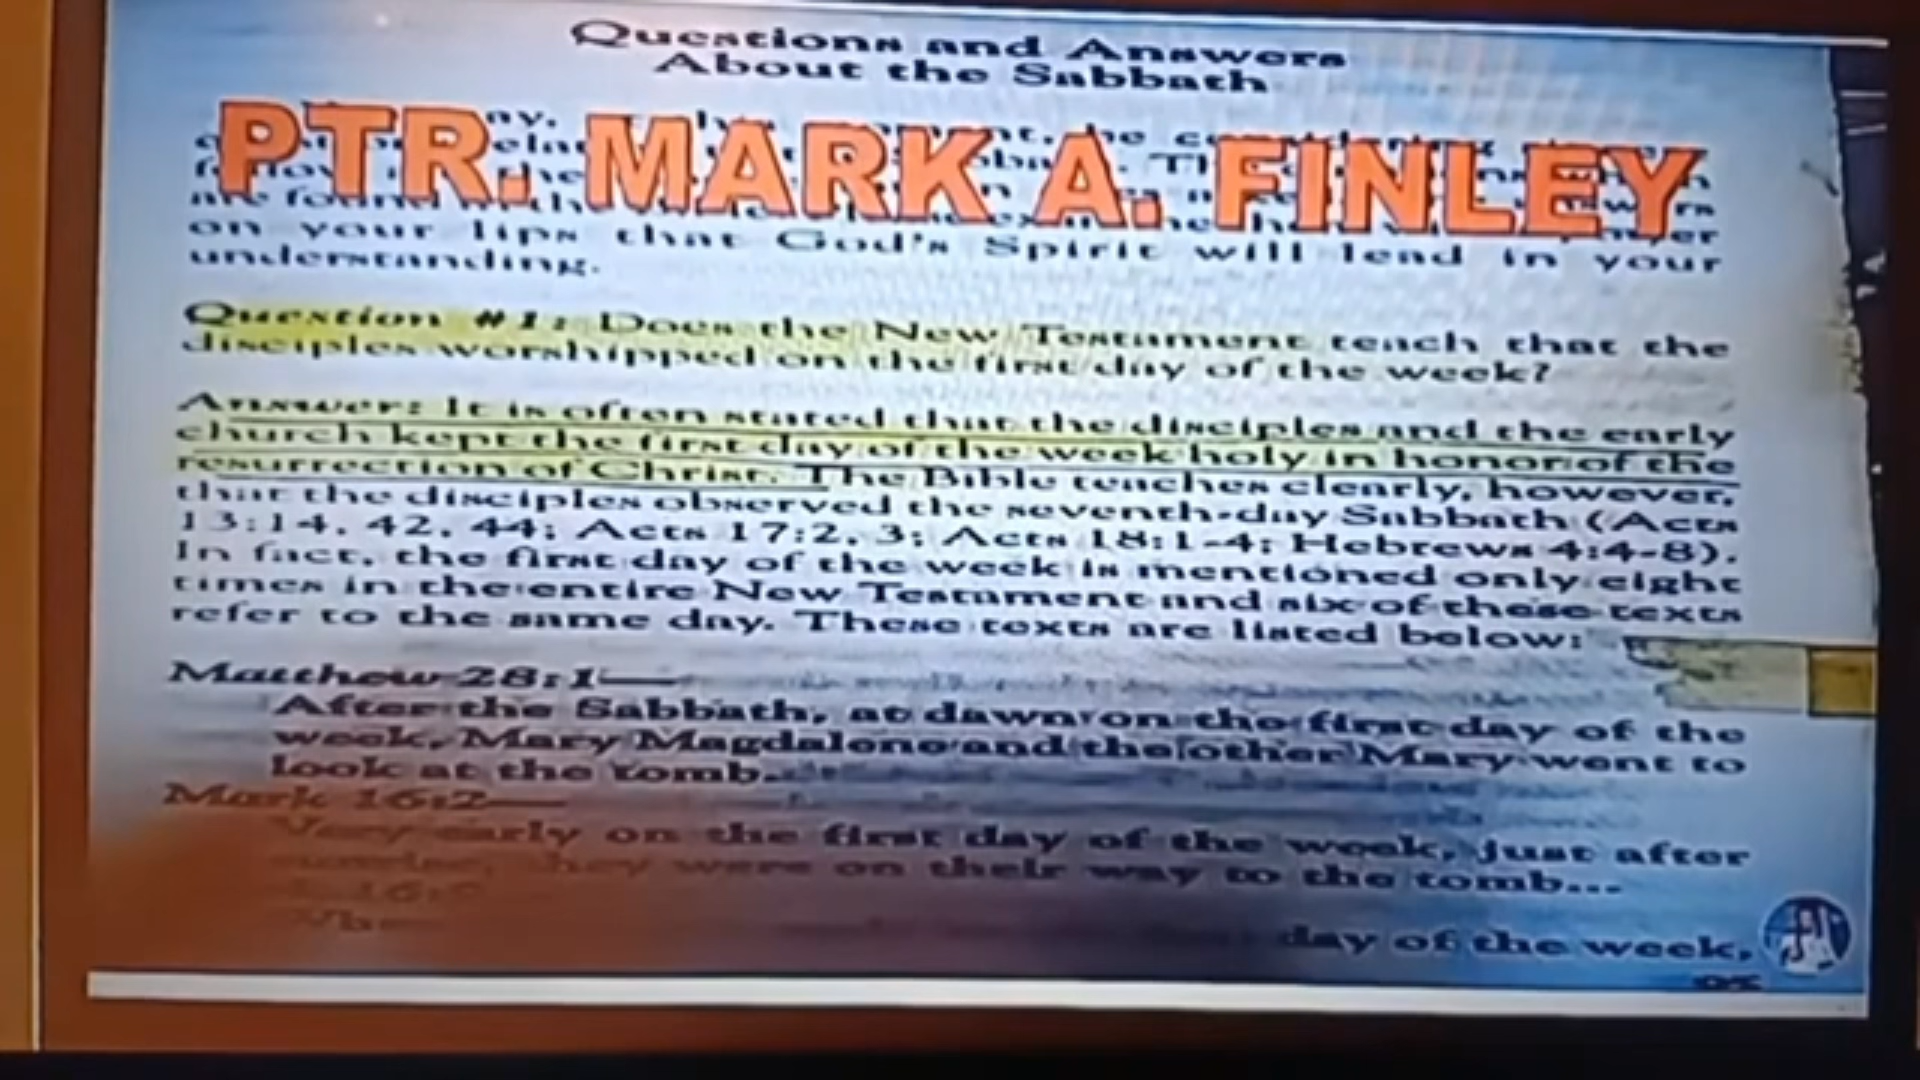 Questions and Answers
About the Sabbath
PTR. MARK A. FINLEY
on your lips that God's Spirit will lead in your
understanding.
Question #1: Does the New Testament teach that the
disciples worshipped on the first day of the week?
Answer: It is often stated that the disciples and the early
church kept the first day of the week holy in honor of the
resurrection of Christ. The Bible teaches clearly, however,
that the disciples observed the seventh-day Sabbath (Acts
13:14, 42, 44; Acts 17:2, 3; Acts 18:1-4; Hebrews 4:4-8).
In fact, the first day of the week is mentioned only eight
times in the entire New Testament and six of these texts
refer to the same day. These texts are listed below:
Matthew 28:1—
After the Sabbath, at dawn on the first day of the
week, Mary Magdalene and the other Mary went to
look at the tomb.
Mark 16:2—
Very early on the first day of the week, just after
sunrise, they were on their way to the tomb...
day of the week,